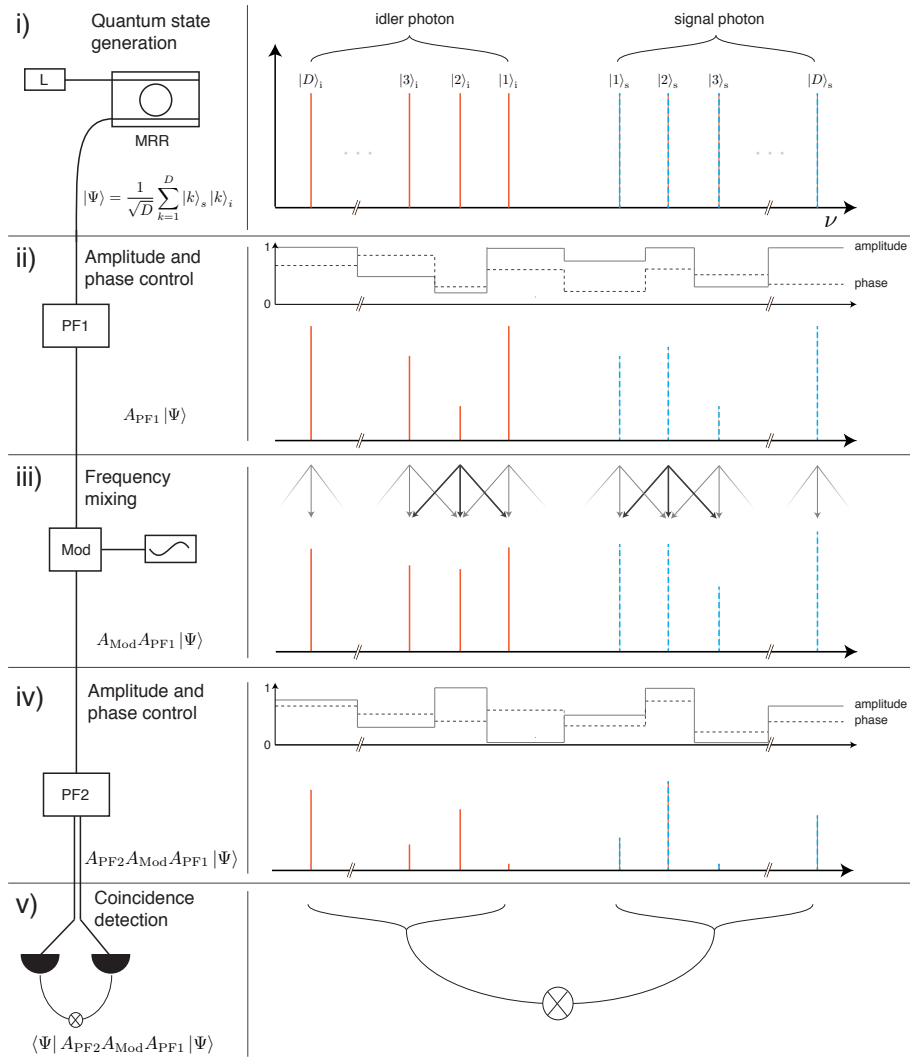 i)
Quantum state
generation
L
MRR
|Ψ⟩ = 1/√D ∑_{k=1}^{D} |k⟩_s |k⟩_i
idler photon
signal photon
|D⟩_i |3⟩_i |2⟩_i |1⟩_i |1⟩_s |2⟩_s |3⟩_s |D⟩_s
. . . . . .
ν
ii)
Amplitude and
phase control
PF1
A_PF1 |Ψ⟩
1
amplitude
phase
0
iii)
Frequency
mixing
Mod
A_Mod A_PF1 |Ψ⟩
iv)
Amplitude and
phase control
PF2
A_PF2 A_Mod A_PF1 |Ψ⟩
1
amplitude
phase
0
v)
Coincidence
detection
⟨Ψ| A_PF2 A_Mod A_PF1 |Ψ⟩